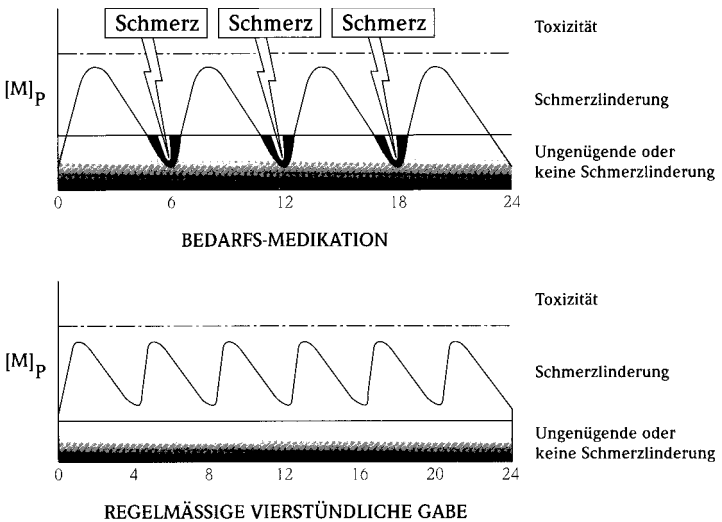 Schmerz Schmerz Schmerz
Toxizität
[M]P
Schmerzlinderung
Ungenügende oder
keine Schmerzlinderung
0 6 12 18 24
BEDARFS-MEDIKATION
Toxizität
[M]P
Schmerzlinderung
Ungenügende oder
keine Schmerzlinderung
0 4 8 12 16 20 24
REGELMÄSSIGE VIERSTÜNDLICHE GABE